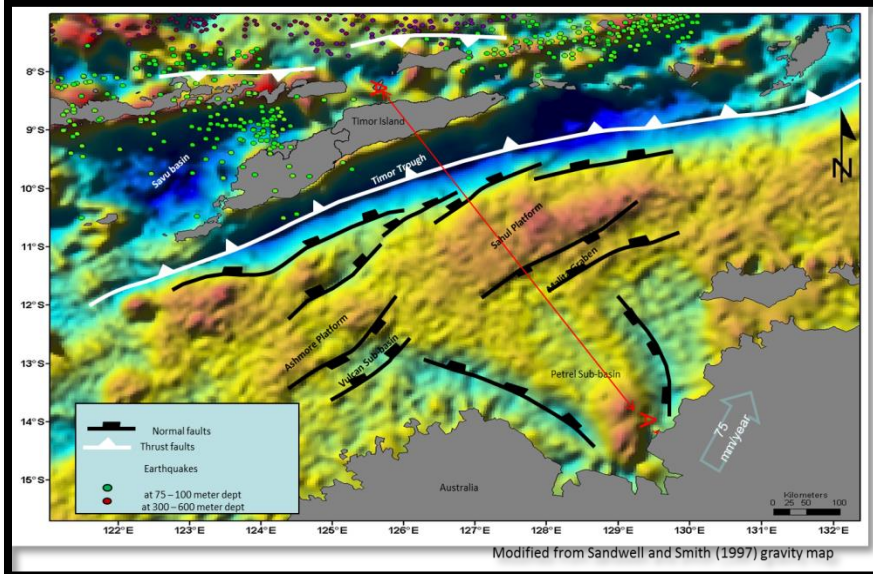 8°S
9°S
10°S
11°S
12°S
13°S
14°S
15°S
Timor Island
Savu basin
Timor Trough
Sahul Platform
Malita Graben
Ashmore Platform
Vulcan Sub-basin
Petrel Sub-basin
Australia
N
75
mm/year
Normal faults
Thrust faults
Earthquakes
at 75 – 100 meter dept
at 300 – 600 meter dept
Kilometers
0 25 50 100
122°E 123°E 124°E 125°E 126°E 127°E 128°E 129°E 130°E 131°E 132°E
Modified from Sandwell and Smith (1997) gravity map